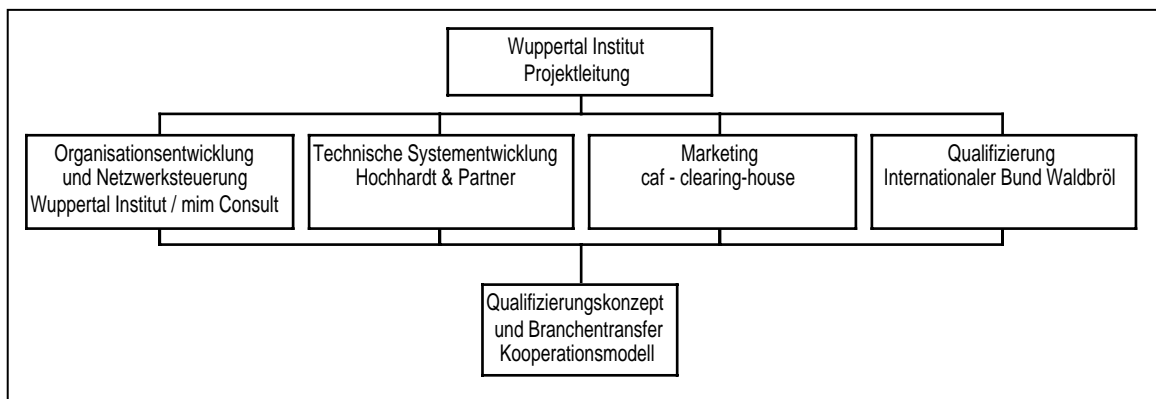 Wuppertal Institut
Projektleitung
Organisationsentwicklung
und Netzwerksteuerung
Wuppertal Institut / mim Consult
Technische Systementwicklung
Hochhardt & Partner
Marketing
caf - clearing-house
Qualifizierung
Internationaler Bund Waldbröl
Qualifizierungskonzept
und Branchentransfer
Kooperationsmodell